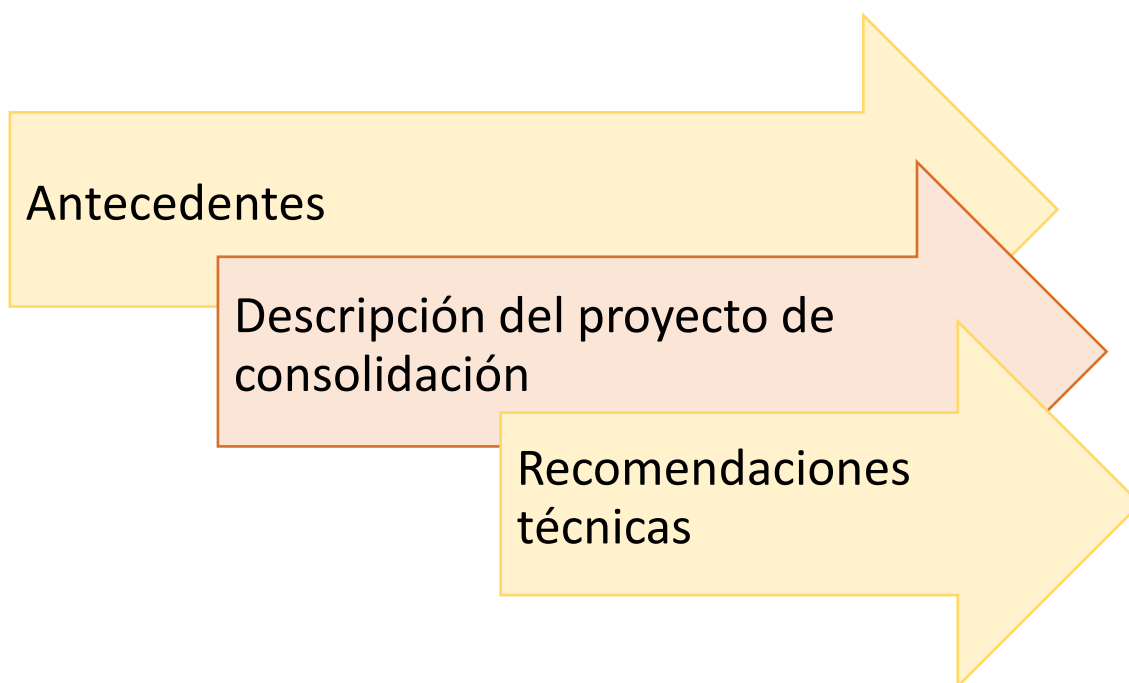 Antecedentes
Descripción del proyecto de
consolidación
Recomendaciones
técnicas